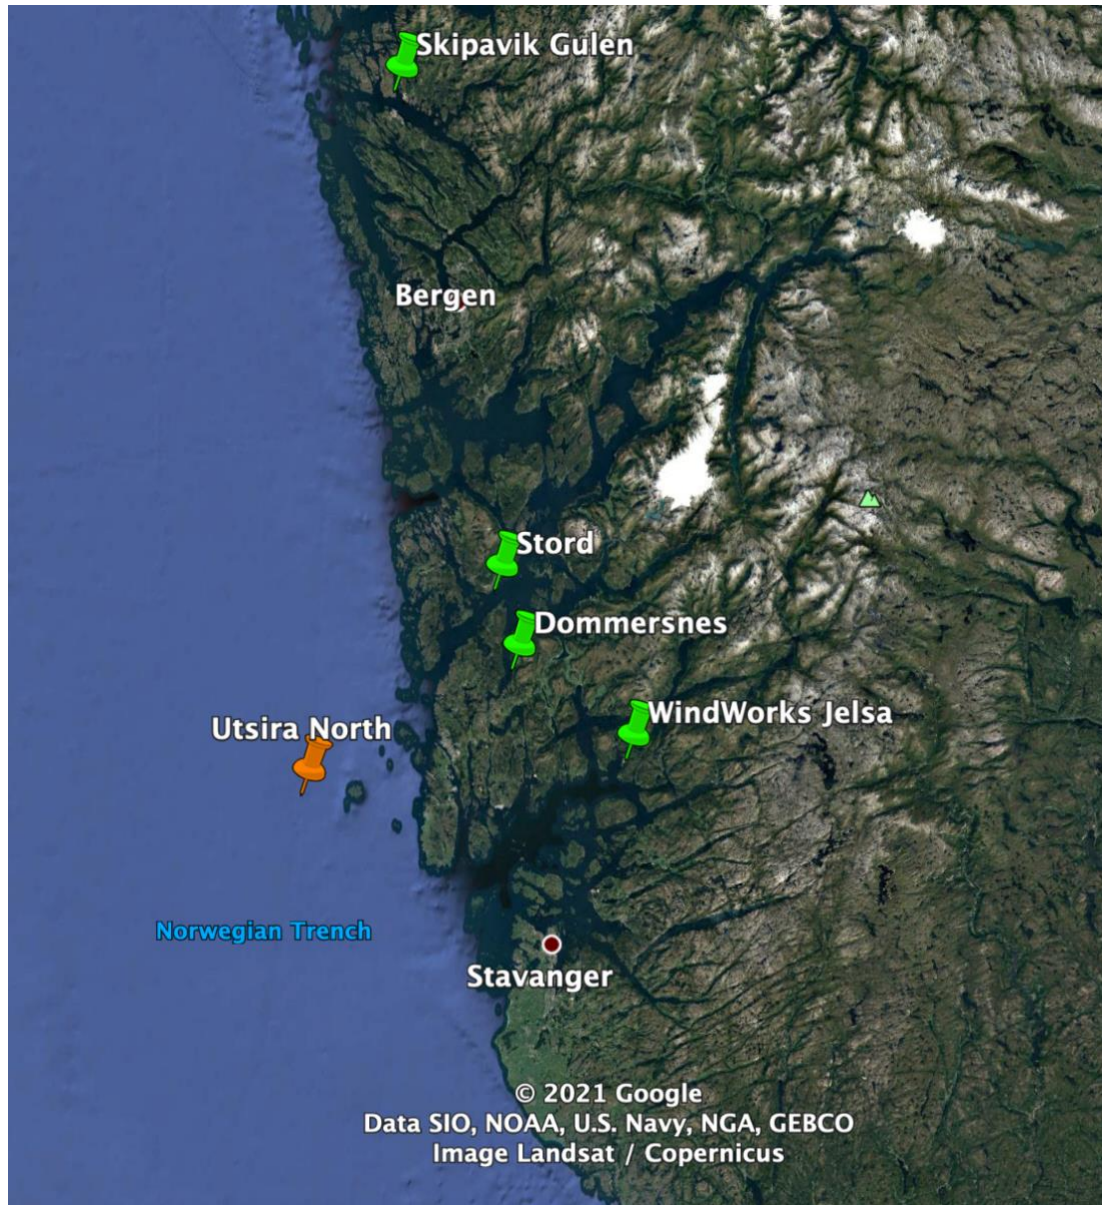 Skipavik Gulen
Bergen
Stord
Dommersnes
WindWorks Jelsa
Utsira North
Norwegian Trench
Stavanger
© 2021 Google
Data SIO, NOAA, U.S. Navy, NGA, GEBCO
Image Landsat / Copernicus